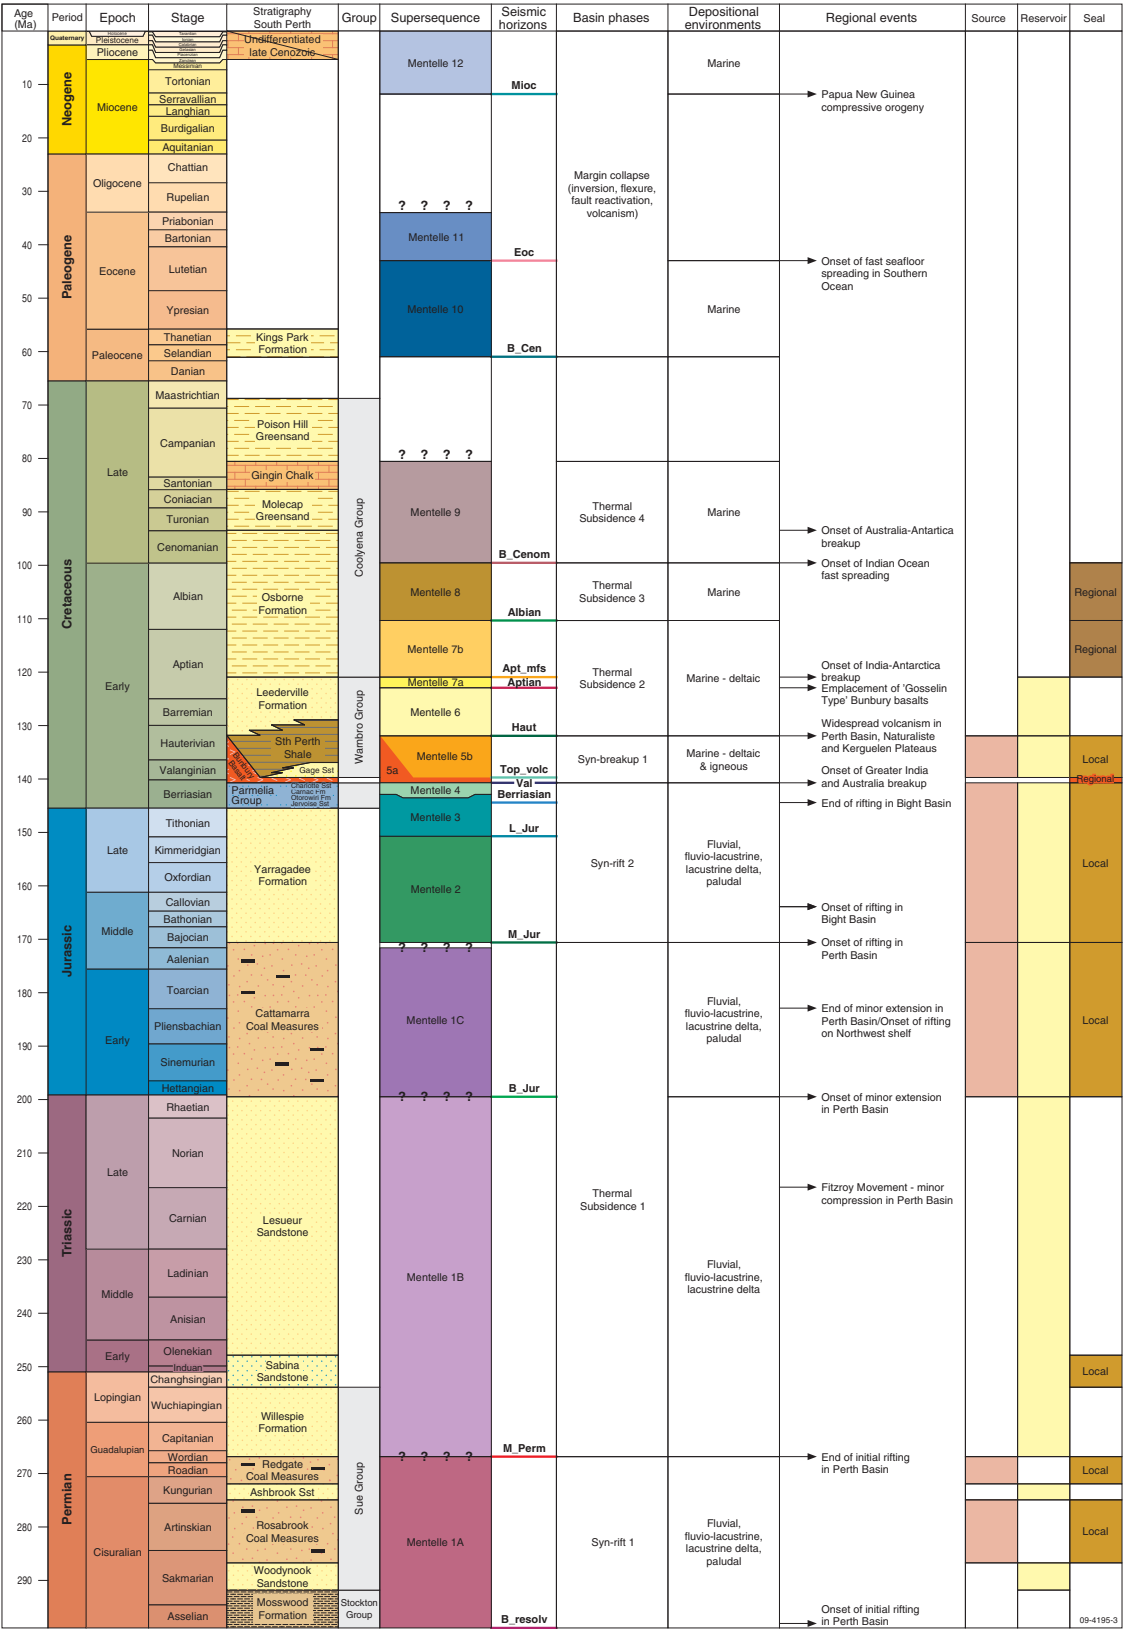 Age (Ma)
Period
Epoch
Stage
Stratigraphy South Perth
Group
Supersequence
Seismic horizons
Basin phases
Depositional environments
Regional events
Source
Reservoir
Seal
10
20
30
40
50
60
70
80
90
100
110
120
130
140
150
160
170
180
190
200
210
220
230
240
250
260
270
280
290
Quaternary
Neogene
Paleogene
Cretaceous
Jurassic
Triassic
Permian
Pleistocene
Pliocene
Miocene
Oligocene
Eocene
Paleocene
Late
Early
Late
Middle
Early
Late
Middle
Early
Lopingian
Guadalupian
Cisuralian
Messinian
Tortonian
Serravallian
Langhian
Burdigalian
Aquitanian
Chattian
Rupelian
Priabonian
Bartonian
Lutetian
Ypresian
Thanetian
Selandian
Danian
Maastrichtian
Campanian
Santonian
Coniacian
Turonian
Cenomanian
Albian
Aptian
Barremian
Hauterivian
Valanginian
Berriasian
Tithonian
Kimmeridgian
Oxfordian
Callovian
Bathonian
Bajocian
Aalenian
Toarcian
Pliensbachian
Sinemurian
Hettangian
Rhaetian
Norian
Carnian
Ladinian
Anisian
Olenekian
Induan
Changhsingian
Wuchiapingian
Capitanian
Wordian
Roadian
Kungurian
Artinskian
Sakmarian
Asselian
Undifferentiated
late Cenozoic
Kings Park
Formation
Poison Hill
Greensand
Gingin Chalk
Molecap
Greensand
Osborne
Formation
Leederville
Formation
Sth Perth
Shale
Bunbury
Basalt
Gage Sst
Parmelia
Group
Charlotte Sst
Carnac Fm
Otorowiri Fm
Jervoise Sst
Yarragadee
Formation
Cattamarra
Coal Measures
Lesueur
Sandstone
Sabina
Sandstone
Willespie
Formation
Redgate
Coal Measures
Ashbrook Sst
Rosabrook
Coal Measures
Woodynook
Sandstone
Mosswood
Formation
Coolyena Group
Wambro Group
Sue Group
Stockton
Group
Mentelle 12
? ? ? ?
Mentelle 11
Mentelle 10
? ? ? ?
Mentelle 9
Mentelle 8
Mentelle 7b
Mentelle 7a
Mentelle 6
5a
Mentelle 5b
Mentelle 4
Mentelle 3
Mentelle 2
? ? ? ?
Mentelle 1C
? ? ? ?
Mentelle 1B
? ? ? ?
Mentelle 1A
Mioc
Eoc
B_Cen
B_Cenom
Albian
Apt_mfs
Aptian
Haut
Top_volc
Val
Berriasian
L_Jur
M_Jur
B_Jur
M_Perm
B_resolv
Margin collapse
(inversion, flexure,
fault reactivation,
volcanism)
Thermal
Subsidence 4
Thermal
Subsidence 3
Thermal
Subsidence 2
Syn-breakup 1
Syn-rift 2
Thermal
Subsidence 1
Syn-rift 1
Marine
Marine
Marine
Marine
Marine - deltaic
Marine - deltaic
& igneous
Fluvial,
fluvio-lacustrine,
lacustrine delta,
paludal
Fluvial,
fluvio-lacustrine,
lacustrine delta,
paludal
Fluvial,
fluvio-lacustrine,
lacustrine delta
Fluvial,
fluvio-lacustrine,
lacustrine delta,
paludal
Papua New Guinea
compressive orogeny
Onset of fast seafloor
spreading in Southern
Ocean
Onset of Australia-Antartica
breakup
Onset of Indian Ocean
fast spreading
Onset of India-Antarctica
breakup
Emplacement of 'Gosselin
Type' Bunbury basalts
Widespread volcanism in
Perth Basin, Naturaliste
and Kerguelen Plateaus
Onset of Greater India
and Australia breakup
End of rifting in Bight Basin
Onset of rifting in
Bight Basin
Onset of rifting in
Perth Basin
End of minor extension in
Perth Basin/Onset of rifting
on Northwest shelf
Onset of minor extension
in Perth Basin
Fitzroy Movement - minor
compression in Perth Basin
End of initial rifting
in Perth Basin
Onset of initial rifting
in Perth Basin
Regional
Regional
Local
Regional
Local
Local
Local
Local
Local
09-4195-3